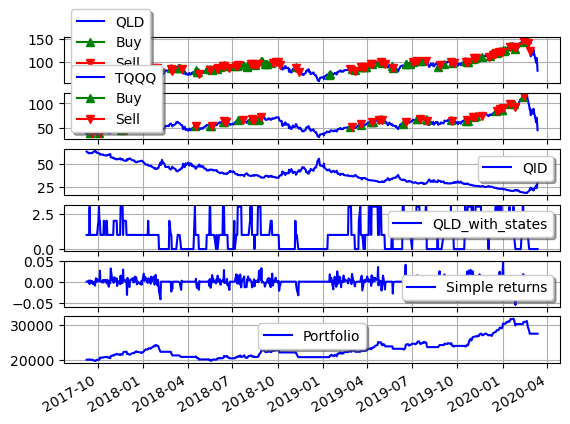 QLD
Buy
Sell
150
100
TQQQ
Buy
Sell
100
50
QID
50
25
QLD_with_states
2.5
0.0
Simple returns
0.05
0.00
−0.05
Portfolio
30000
20000
2017-10 2018-01 2018-04 2018-07 2018-10 2019-01 2019-04 2019-07 2019-10 2020-01 2020-04